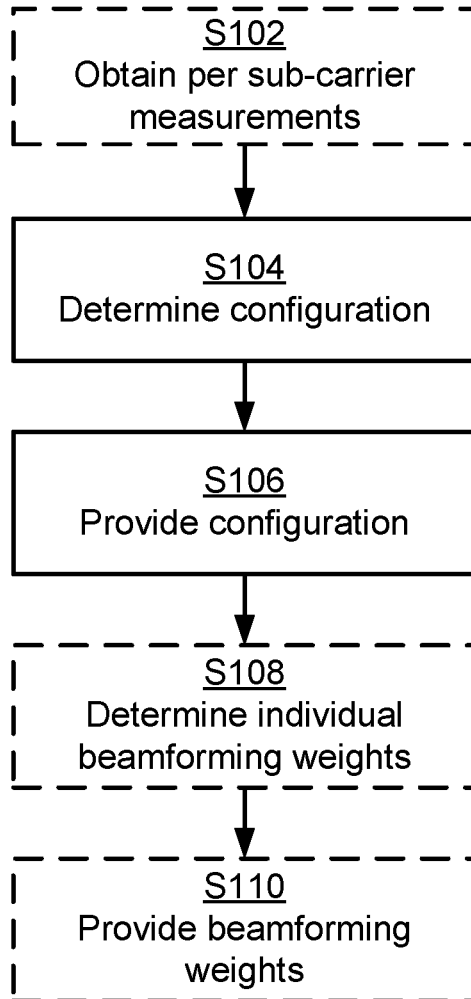 S102
Obtain per sub-carrier
measurements
S104
Determine configuration
S106
Provide configuration
S108
Determine individual
beamforming weights
S110
Provide beamforming
weights